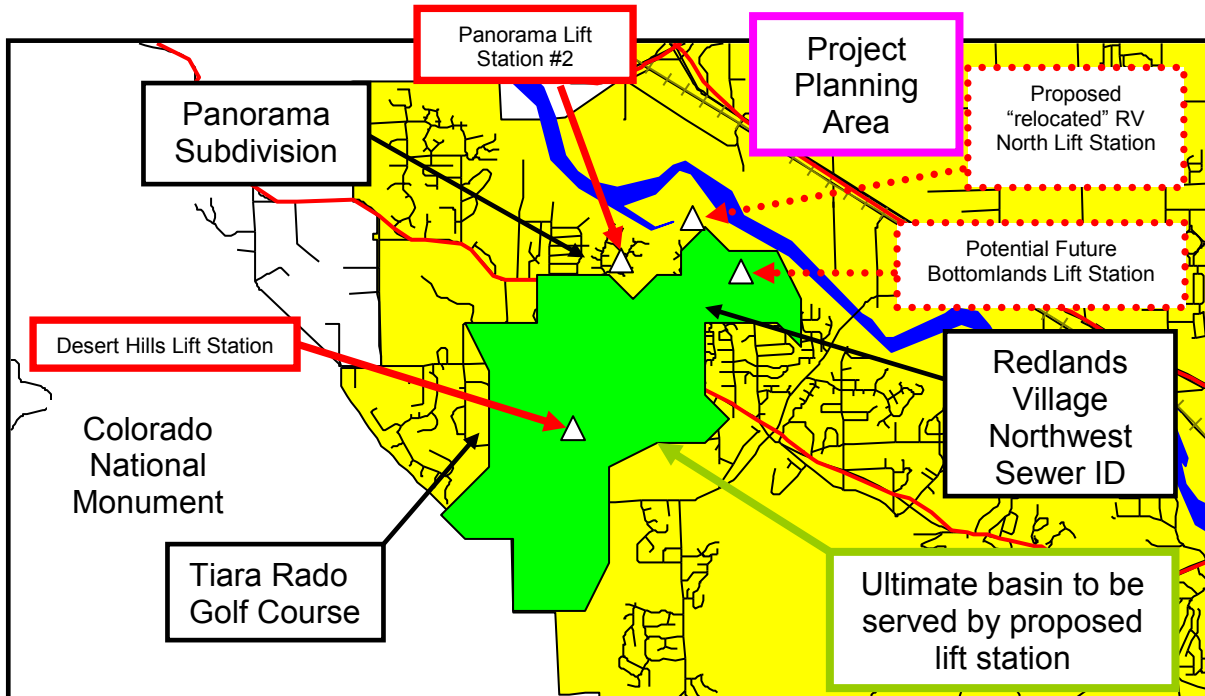 Panorama Lift
Station #2
Project
Planning
Area
Proposed
“relocated” RV
North Lift Station
Panorama
Subdivision
Potential Future
Bottomlands Lift Station
Desert Hills Lift Station
Redlands
Village
Northwest
Sewer ID
Colorado
National
Monument
Tiara Rado
Golf Course
Ultimate basin to be
served by proposed
lift station